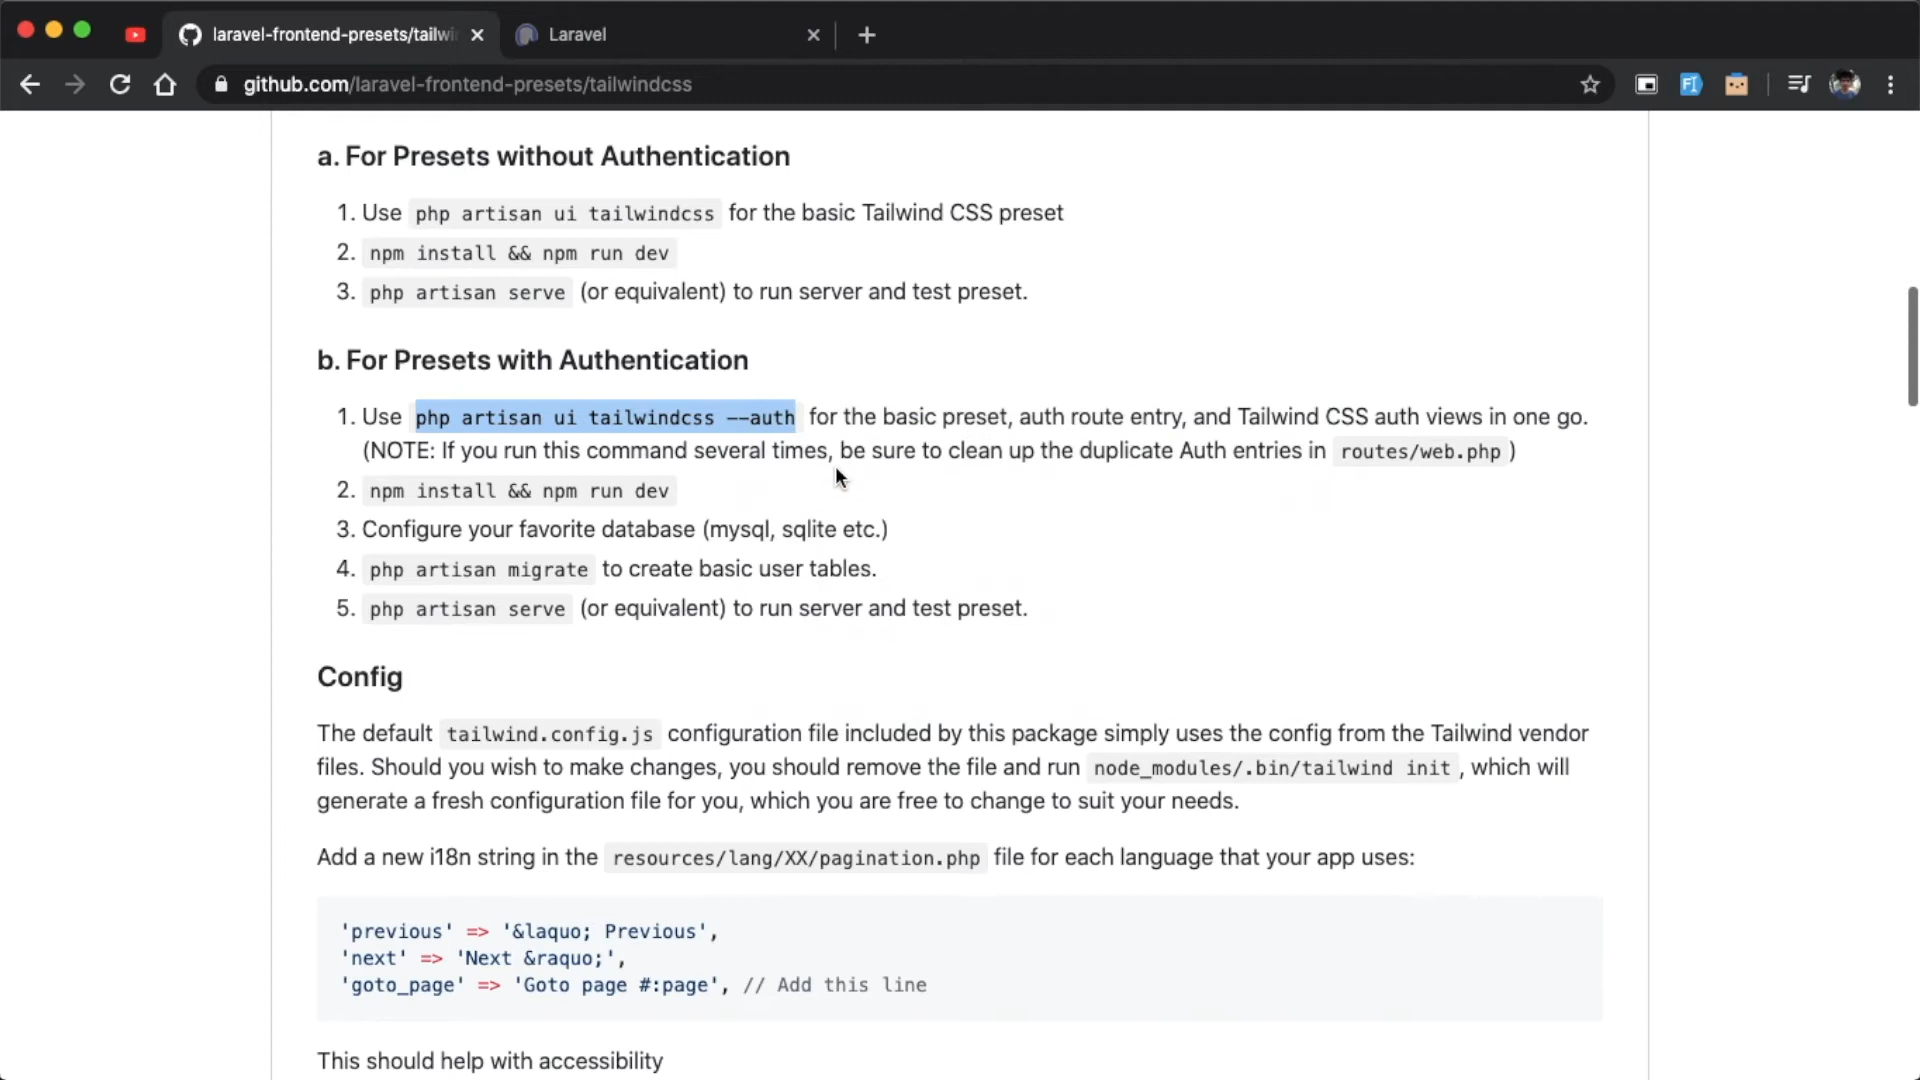 laravel-frontend-presets/tailwi
Laravel
github.com/laravel-frontend-presets/tailwindcss
a. For Presets without Authentication
1. Use php artisan ui tailwindcss for the basic Tailwind CSS preset
2. npm install && npm run dev
3. php artisan serve (or equivalent) to run server and test preset.
b. For Presets with Authentication
1. Use php artisan ui tailwindcss --auth for the basic preset, auth route entry, and Tailwind CSS auth views in one go.
(NOTE: If you run this command several times, be sure to clean up the duplicate Auth entries in routes/web.php )
2. npm install && npm run dev
3. Configure your favorite database (mysql, sqlite etc.)
4. php artisan migrate to create basic user tables.
5. php artisan serve (or equivalent) to run server and test preset.
Config
The default tailwind.config.js configuration file included by this package simply uses the config from the Tailwind vendor
files. Should you wish to make changes, you should remove the file and run node_modules/.bin/tailwind init , which will
generate a fresh configuration file for you, which you are free to change to suit your needs.
Add a new i18n string in the resources/lang/XX/pagination.php file for each language that your app uses:
'previous' => '&laquo; Previous',
'next' => 'Next &raquo;',
'goto_page' => 'Goto page #:page', // Add this line
This should help with accessibility